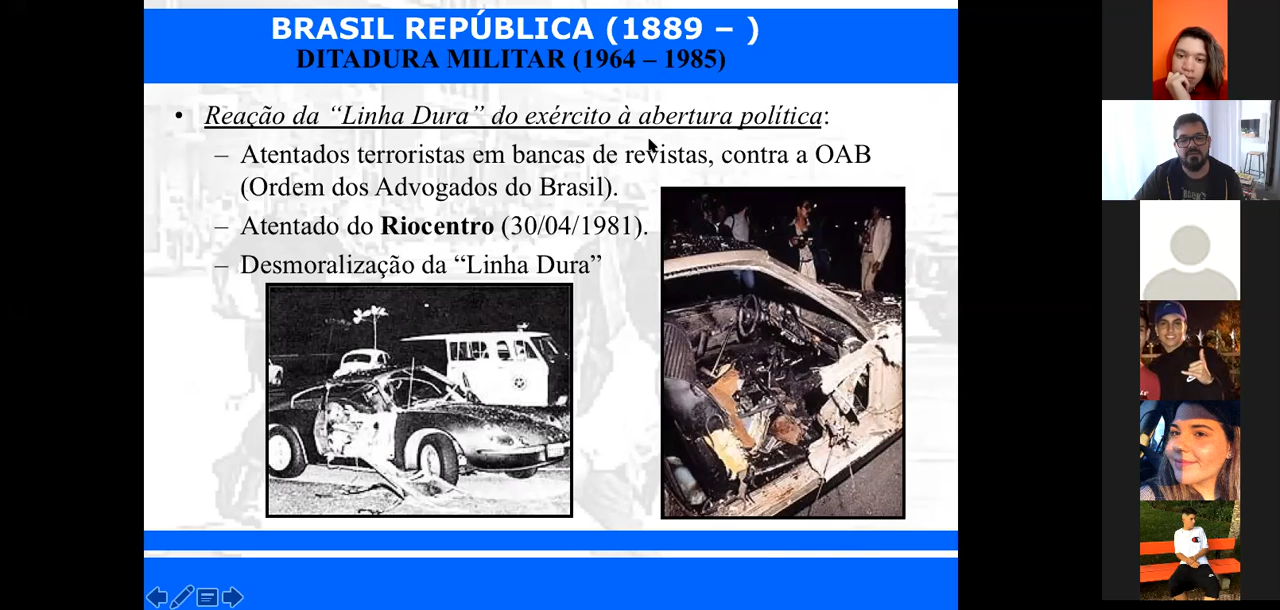 BRASIL REPÚBLICA (1889 – )
DITADURA MILITAR (1964 – 1985)
• Reação da “Linha Dura” do exército à abertura política:
– Atentados terroristas em bancas de revistas, contra a OAB
(Ordem dos Advogados do Brasil).
– Atentado do Riocentro (30/04/1981).
– Desmoralização da “Linha Dura”